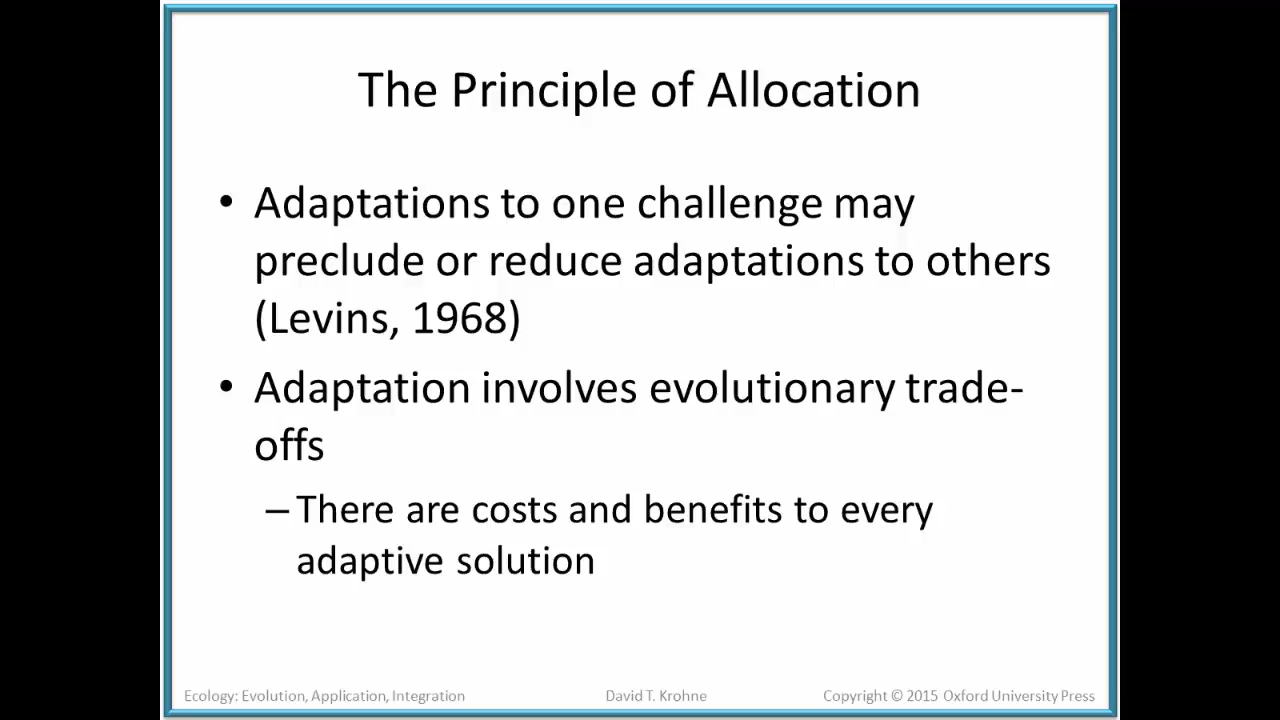 The Principle of Allocation
• Adaptations to one challenge may
preclude or reduce adaptations to others
(Levins, 1968)
• Adaptation involves evolutionary trade-
offs
– There are costs and benefits to every
adaptive solution
Ecology: Evolution, Application, Integration David T. Krohne Copyright © 2015 Oxford University Press